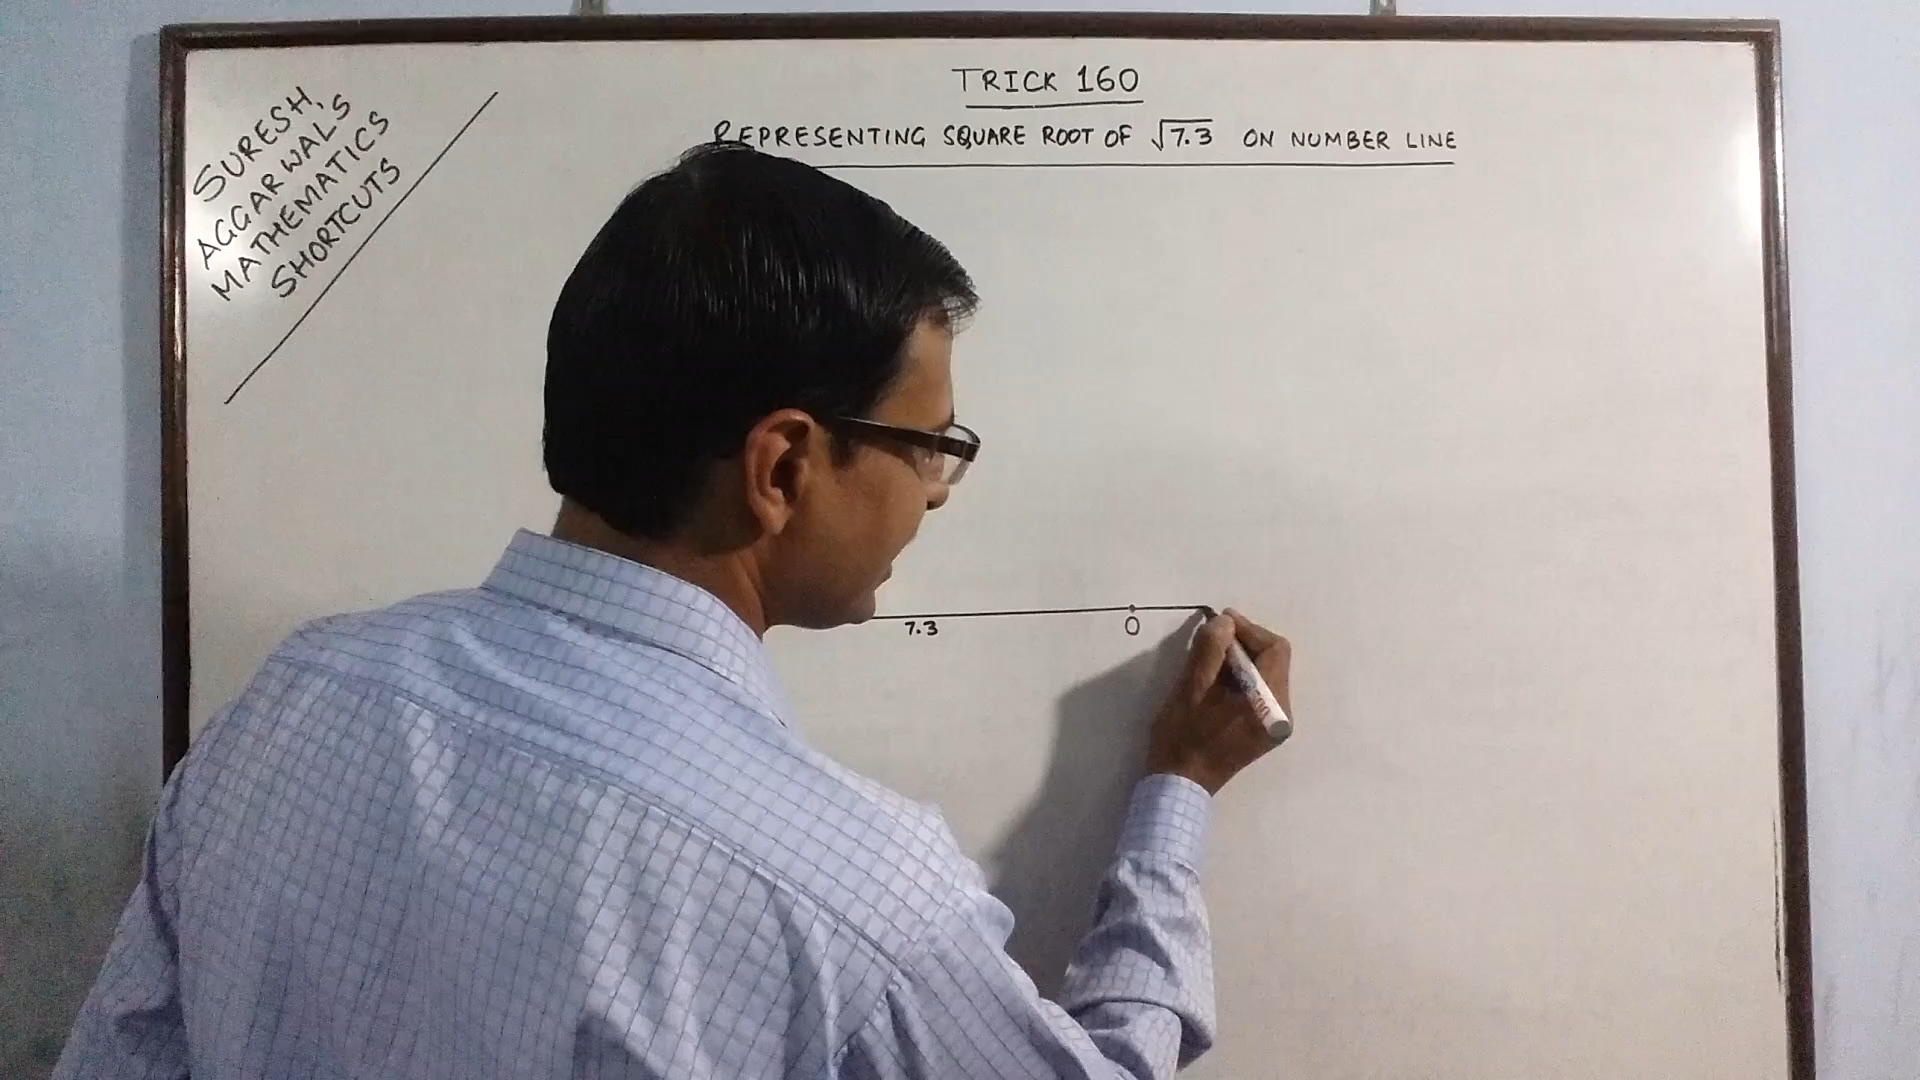 TRICK 160
REPRESENTING SQUARE ROOT OF √7.3 ON NUMBER LINE
SURESH
AGGARWAL'S
MATHEMATICS
SHORTCUTS
7.3
0